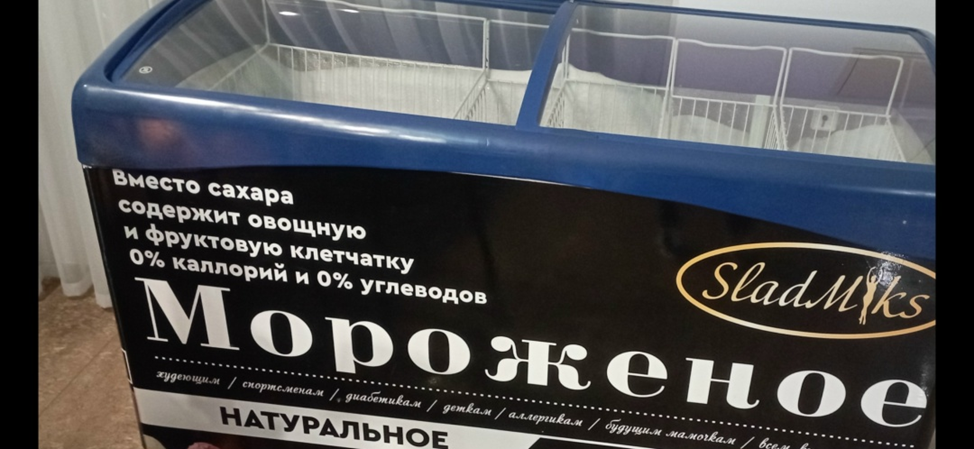 Вместо сахара
содержит овощную
и фруктовую клетчатку
0% каллорий и 0% углеводов
SladMiks
Мороженое
худеющим / спортсменам / диабетикам / деткам / аллергикам / будущим мамочкам / всем
НАТУРАЛЬНОЕ